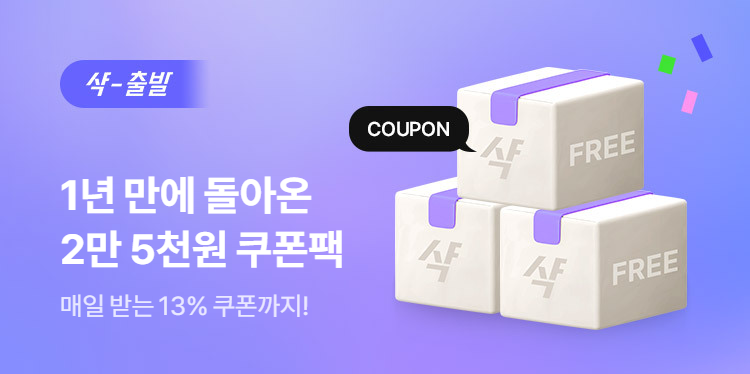 샥-출발
COUPON
1년 만에 돌아온
2만 5천원 쿠폰팩
매일 받는 13% 쿠폰까지!
샥
FREE
샥
샥
FREE